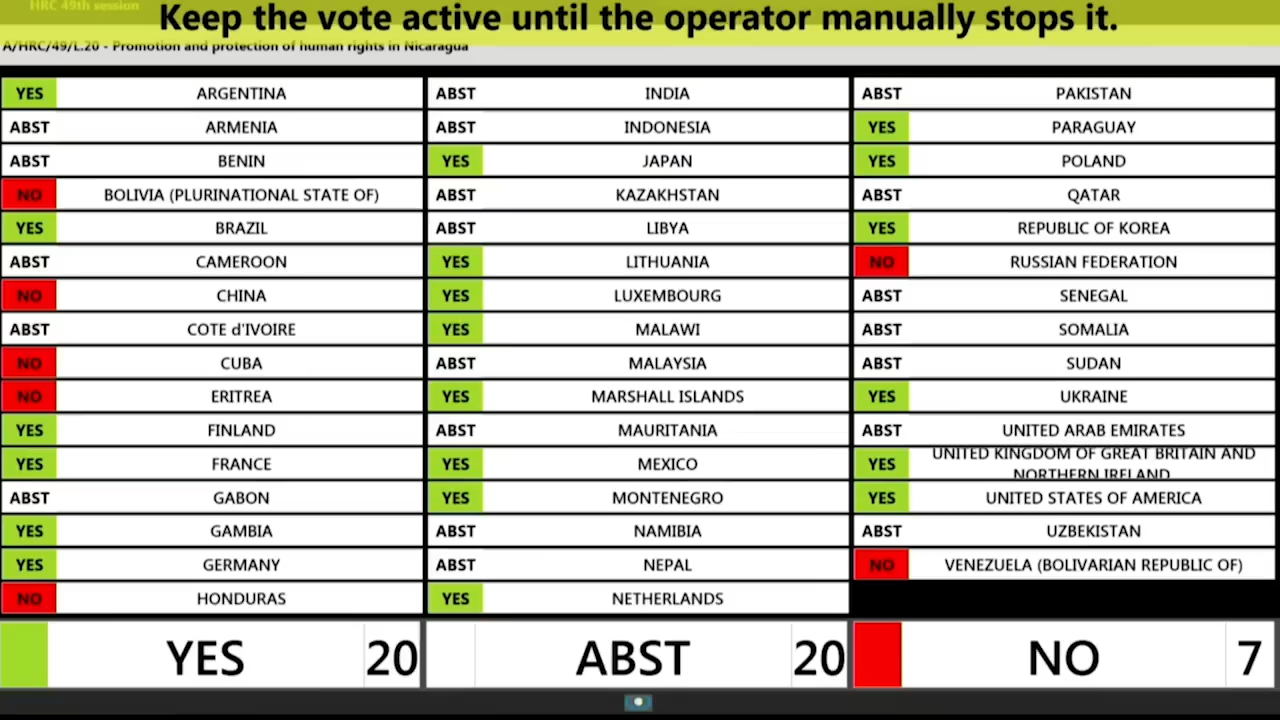 HRC 49th session
Keep the vote active until the operator manually stops it.
A/HRC/49/L.20 - Promotion and protection of human rights in Nicaragua
YES ARGENTINA
ABST ARMENIA
ABST BENIN
NO BOLIVIA (PLURINATIONAL STATE OF)
YES BRAZIL
ABST CAMEROON
NO CHINA
ABST COTE d'IVOIRE
NO CUBA
NO ERITREA
YES FINLAND
YES FRANCE
ABST GABON
YES GAMBIA
YES GERMANY
NO HONDURAS
ABST INDIA
ABST INDONESIA
YES JAPAN
ABST KAZAKHSTAN
ABST LIBYA
YES LITHUANIA
YES LUXEMBOURG
YES MALAWI
ABST MALAYSIA
YES MARSHALL ISLANDS
ABST MAURITANIA
YES MEXICO
YES MONTENEGRO
ABST NAMIBIA
ABST NEPAL
YES NETHERLANDS
ABST PAKISTAN
YES PARAGUAY
YES POLAND
ABST QATAR
YES REPUBLIC OF KOREA
NO RUSSIAN FEDERATION
ABST SENEGAL
ABST SOMALIA
ABST SUDAN
YES UKRAINE
ABST UNITED ARAB EMIRATES
YES UNITED KINGDOM OF GREAT BRITAIN AND
NORTHERN IRELAND
YES UNITED STATES OF AMERICA
ABST UZBEKISTAN
NO VENEZUELA (BOLIVARIAN REPUBLIC OF)
YES 20
ABST 20
NO 7